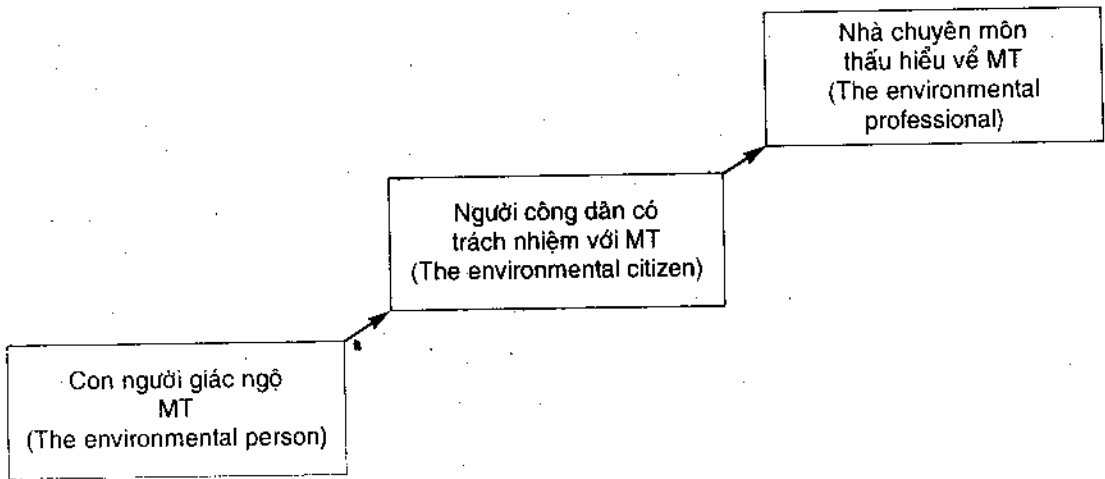 Nhà chuyên môn
thấu hiểu về MT
(The environmental
professional)
Người công dân có
trách nhiệm với MT
(The environmental citizen)
Con người giác ngộ
MT
(The environmental person)